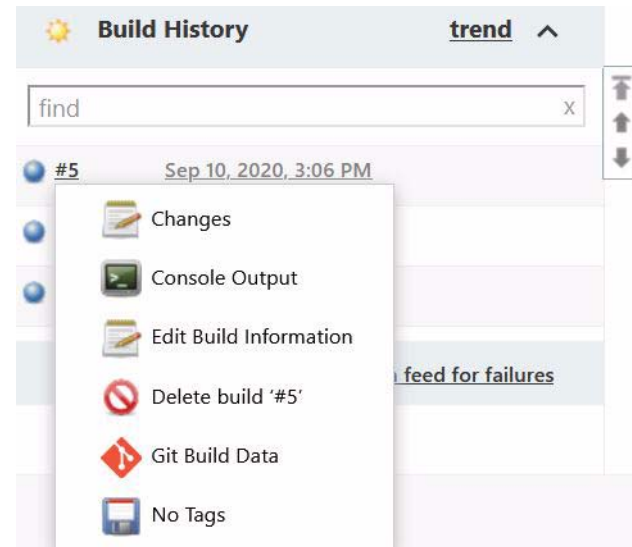 Build History trend
find x
#5 Sep 10, 2020, 3:06 PM
Changes
Console Output
Edit Build Information
feed for failures
Delete build ‘#5’
Git Build Data
No Tags